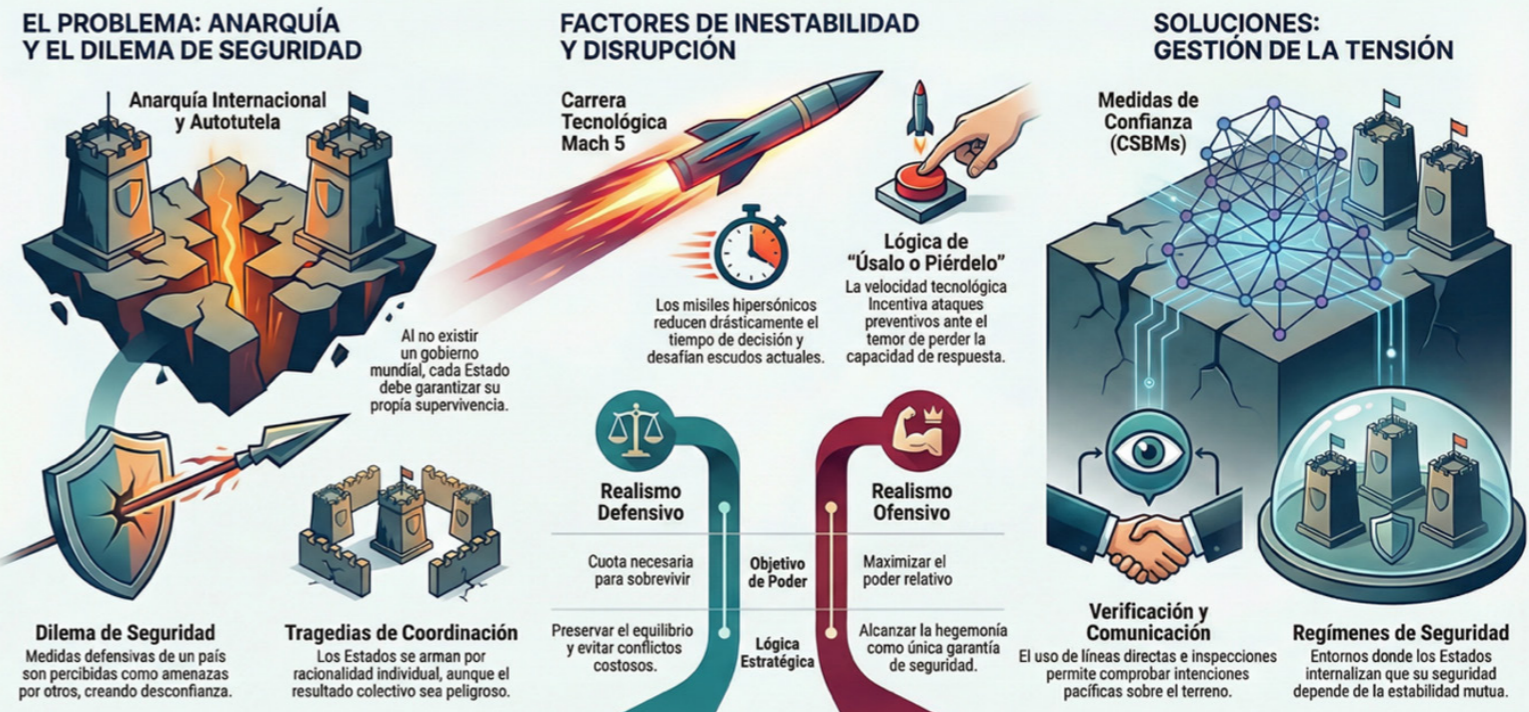 EL PROBLEMA: ANARQUÍA
Y EL DILEMA DE SEGURIDAD
Anarquía Internacional
y Autotutela
Al no existir
un gobierno
mundíal, cada Estado
debe garantizar su
propía supervivencia.
Dilema de Seguridad
Medidas defensivas de un país
son percibidas como amenazas
por otros, creando desconfianza.
Tragedias de Coordinación
Los Estados se arman por
racionalidad individual, aunque el
resultado colectivo sea peligroso.
FACTORES DE INESTABILIDAD
Y DISRUPCIÓN
Carrera
Tecnológica
Mach 5
Los misiles hipersónicos
reducen drásticamente el
tiempo de decisión y
desafían escudos actuales.
Lógica de
“Úsalo o Piérdelo”
La velocidad tecnológica
Incentiva ataques
preventivos ante el
temor de perder la
capacidad de respuesta.
Realismo
Defensivo
Realismo
Ofensivo
Cuota necesaria
para sobrevivir
Objetivo
de Poder
Maximizar el
poder relativo
Preservar el equilibrio
y evitar conflictos
costosos.
Lógica
Estratégica
Alcanzar la hegemonía
como única garantía
de seguridad.
SOLUCIONES:
GESTIÓN DE LA TENSIÓN
Medidas de
Confianza
(CSBMs)
Verificación y
Comunicación
El uso de líneas directas e inspecciones
permite comprobar intenciones
pacíficas sobre el terreno.
Regímenes de Seguridad
Entornos donde los Estados
internalizan que su seguridad
depende de la estabilidad mutua.